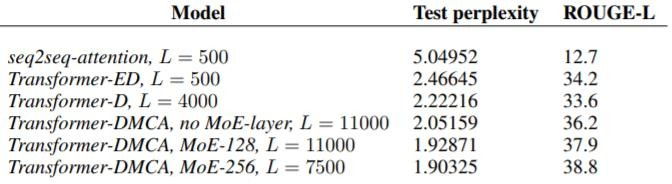 Model Test perplexity ROUGE-L
seq2seq-attention, L = 500 5.04952 12.7
Transformer-ED, L = 500 2.46645 34.2
Transformer-D, L = 4000 2.22216 33.6
Transformer-DMCA, no MoE-layer, L = 11000 2.05159 36.2
Transformer-DMCA, MoE-128, L = 11000 1.92871 37.9
Transformer-DMCA, MoE-256, L = 7500 1.90325 38.8